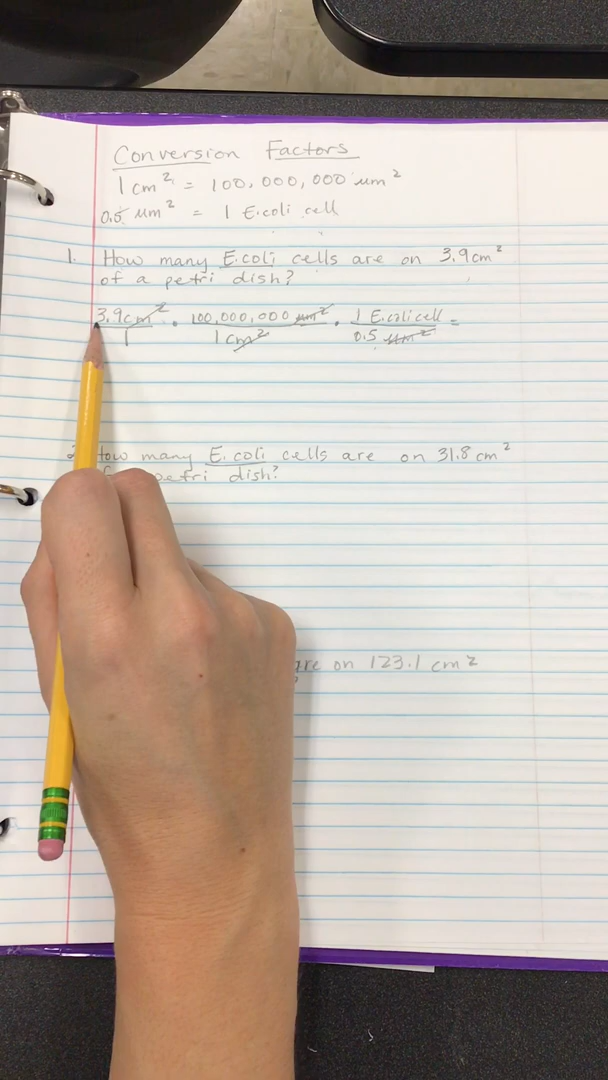 Conversion Factors
1 cm² = 100,000,000 um²
0.5 um² = 1 E.coli cell
1. How many E.coli cells are on 3.9cm²
of a petri dish?
3.9cm² • 100,000,000 um² • 1 E.coli cell =
1 1 cm² 0.5 um²
many E.coli cells are on 31.8 cm²
petri dish?
are on 123.1 cm²